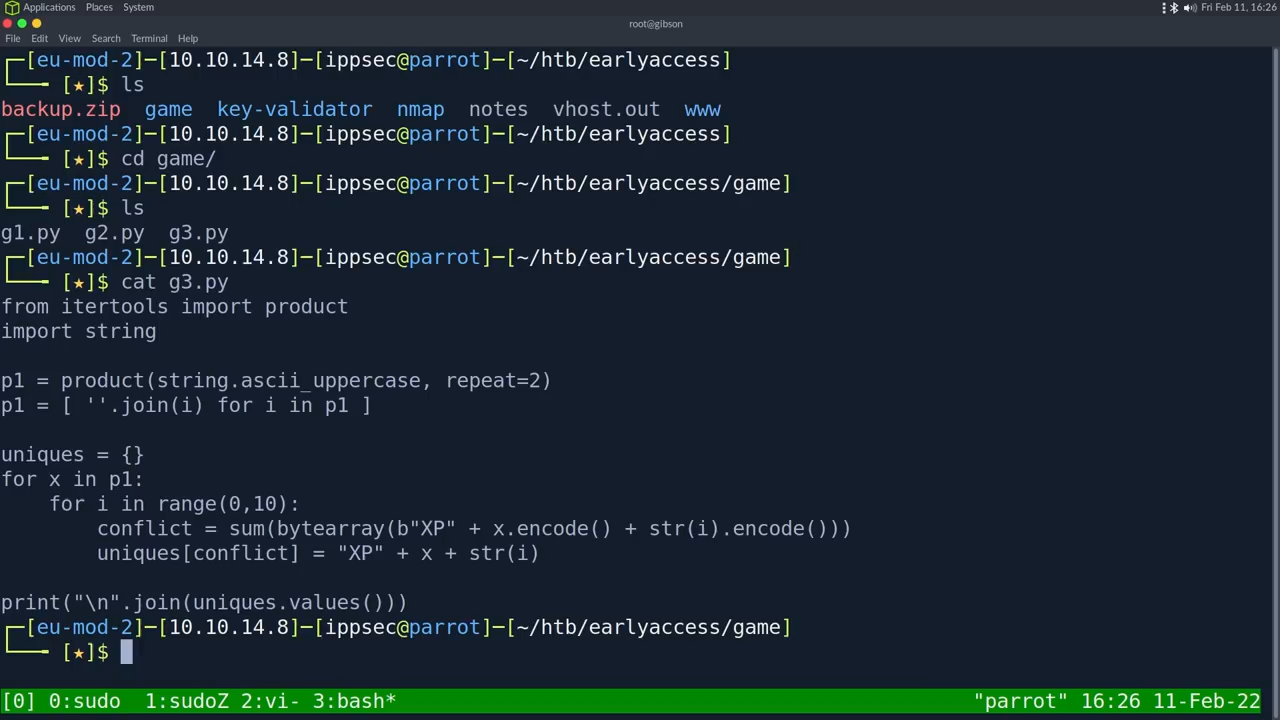 Applications Places System Fri Feb 11, 16:26
root@gibson
File Edit View Search Terminal Help
┌─[eu-mod-2]─[10.10.14.8]─[ippsec@parrot]─[~/htb/earlyaccess]
└──╼ [★]$ ls
backup.zip  game  key-validator  nmap  notes  vhost.out  www
┌─[eu-mod-2]─[10.10.14.8]─[ippsec@parrot]─[~/htb/earlyaccess]
└──╼ [★]$ cd game/
┌─[eu-mod-2]─[10.10.14.8]─[ippsec@parrot]─[~/htb/earlyaccess/game]
└──╼ [★]$ ls
g1.py  g2.py  g3.py
┌─[eu-mod-2]─[10.10.14.8]─[ippsec@parrot]─[~/htb/earlyaccess/game]
└──╼ [★]$ cat g3.py
from itertools import product
import string

p1 = product(string.ascii_uppercase, repeat=2)
p1 = [ ''.join(i) for i in p1 ]

uniques = {}
for x in p1:
    for i in range(0,10):
        conflict = sum(bytearray(b"XP" + x.encode() + str(i).encode()))
        uniques[conflict] = "XP" + x + str(i)

print("\n".join(uniques.values()))
┌─[eu-mod-2]─[10.10.14.8]─[ippsec@parrot]─[~/htb/earlyaccess/game]
└──╼ [★]$
[0] 0:sudo  1:sudoZ 2:vi- 3:bash* "parrot" 16:26 11-Feb-22